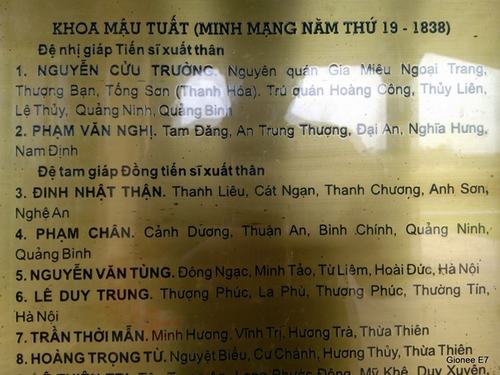 KHOA MẬU TUẤT (MINH MẠNG NĂM THỨ 19 - 1838)
Đệ nhị giáp Tiến sĩ xuất thân
1. NGUYỄN CỬU TRƯỜNG. Nguyên quán Gia Miêu Ngoại Trang,
Thượng Bạn, Tống Sơn (Thanh Hóa). Trú quán Hoàng Công, Thủy Liên,
Lệ Thủy, Quảng Ninh, Quảng Bình
2. PHẠM VĂN NGHỊ. Tam Đăng, An Trung Thượng, Đại An, Nghĩa Hưng,
Nam Định
Đệ tam giáp Đồng tiến sĩ xuất thân
3. ĐINH NHẬT THẬN. Thanh Liêu, Cát Ngạn, Thanh Chương, Anh Sơn,
Nghệ An
4. PHẠM CHÂN. Cảnh Dương, Thuận An, Bình Chính, Quảng Ninh,
Quảng Bình
5. NGUYỄN VĂN TÙNG. Đông Ngạc, Minh Tảo, Từ Liêm, Hoài Đức, Hà Nội
6. LÊ DUY TRUNG. Thượng Phúc, La Phù, Thượng Phúc, Thường Tín,
Hà Nội
7. TRẦN THỜI MẪN. Minh Hương, Vĩnh Trị, Hương Trà, Thừa Thiên
8. HOÀNG TRỌNG TỪ. Nguyệt Biều, Cư Chánh, Hương Thủy, Thừa Thiên
Phước Đông, Mỹ Khê, Duy Xuyên,
Gionee E7